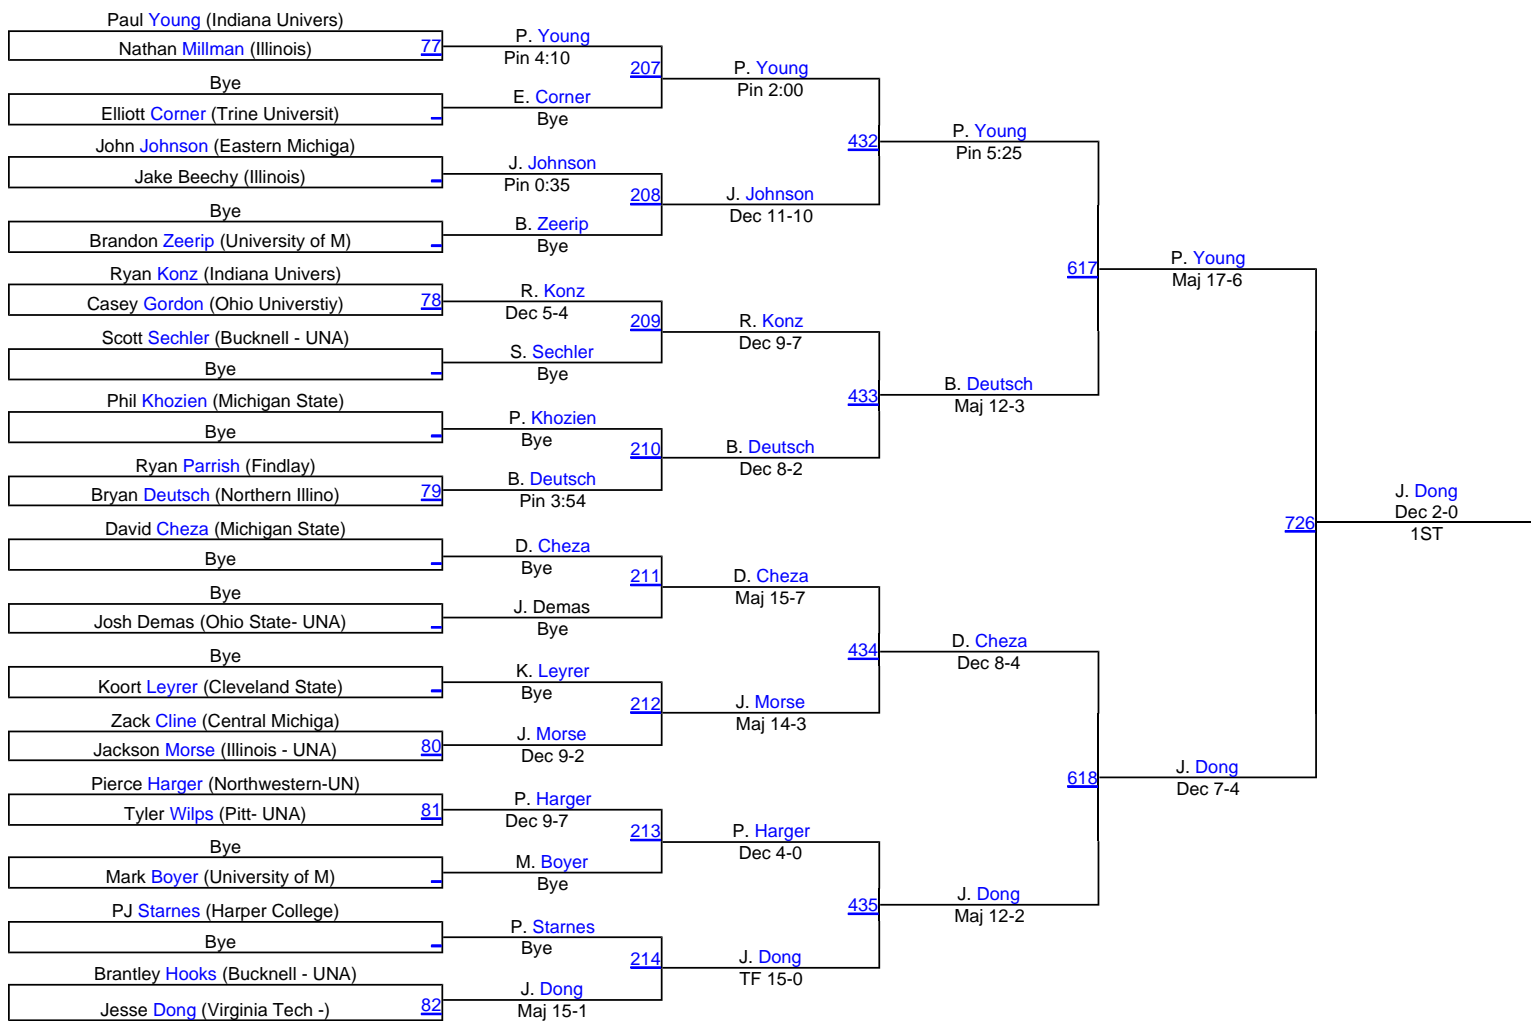 Paul Young (Indiana Univers)
Nathan Millman (Illinois) 77
Bye
Elliott Corner (Trine Universit)
John Johnson (Eastern Michiga)
Jake Beechy (Illinois)
Bye
Brandon Zeerip (University of M)
Ryan Konz (Indiana Univers)
Casey Gordon (Ohio Universtiy) 78
Scott Sechler (Bucknell - UNA)
Bye
Phil Khozien (Michigan State)
Bye
Ryan Parrish (Findlay)
Bryan Deutsch (Northern Illino) 79
David Cheza (Michigan State)
Bye
Bye
Josh Demas (Ohio State- UNA)
Bye
Koort Leyrer (Cleveland State)
Zack Cline (Central Michiga)
Jackson Morse (Illinois - UNA) 80
Pierce Harger (Northwestern-UN)
Tyler Wilps (Pitt- UNA) 81
Bye
Mark Boyer (University of M)
PJ Starnes (Harper College)
Bye
Brantley Hooks (Bucknell - UNA)
Jesse Dong (Virginia Tech -) 82
P. Young
Pin 4:10
207
E. Corner
Bye
J. Johnson
Pin 0:35
208
B. Zeerip
Bye
R. Konz
Dec 5-4
209
S. Sechler
Bye
P. Khozien
Bye
210
B. Deutsch
Pin 3:54
D. Cheza
Bye
211
J. Demas
Bye
K. Leyrer
Bye
212
J. Morse
Dec 9-2
P. Harger
Dec 9-7
213
M. Boyer
Bye
P. Starnes
Bye
214
J. Dong
Maj 15-1
P. Young
Pin 2:00
432
J. Johnson
Dec 11-10
R. Konz
Dec 9-7
433
B. Deutsch
Dec 8-2
D. Cheza
Maj 15-7
434
J. Morse
Maj 14-3
P. Harger
Dec 4-0
435
J. Dong
TF 15-0
P. Young
Pin 5:25
617
B. Deutsch
Maj 12-3
D. Cheza
Dec 8-4
618
J. Dong
Maj 12-2
P. Young
Maj 17-6
726
J. Dong
Dec 7-4
J. Dong
Dec 2-0
1ST